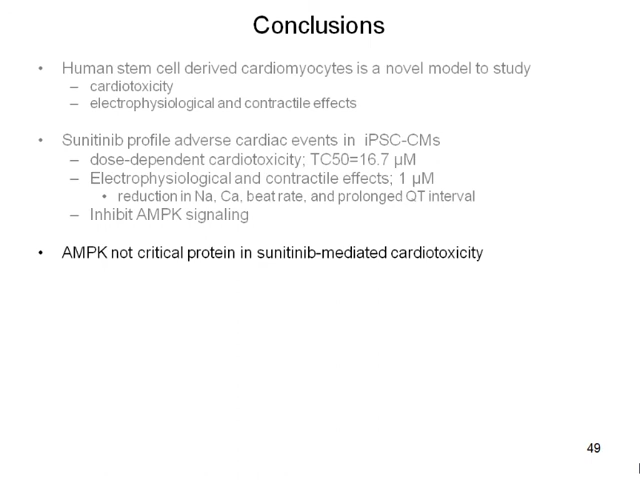 Conclusions
• Human stem cell derived cardiomyocytes is a novel model to study
– cardiotoxicity
– electrophysiological and contractile effects
• Sunitinib profile adverse cardiac events in iPSC-CMs
– dose-dependent cardiotoxicity; TC50=16.7 µM
– Electrophysiological and contractile effects; 1 µM
• reduction in Na, Ca, beat rate, and prolonged QT interval
– Inhibit AMPK signaling
• AMPK not critical protein in sunitinib-mediated cardiotoxicity
49